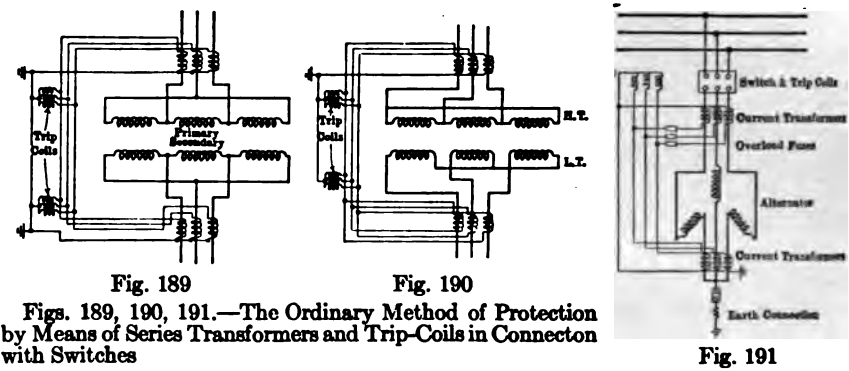 Trip
Coils
Primary
Secondary
Fig. 189
Trip
Coils
H.T.
L.T.
Fig. 190
Figs. 189, 190, 191.—The Ordinary Method of Protection
by Means of Series Transformers and Trip-Coils in Connecton
with Switches
Switch & Trip Coils
Current Transformers
Overload Fuses
Alternator
Current Transformers
Earth Connection
Fig. 191